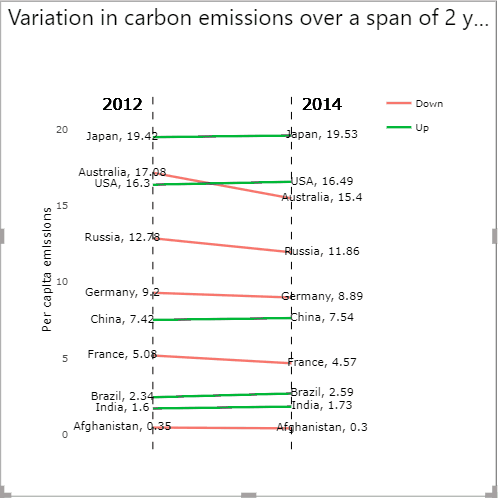 Variation in carbon emissions over a span of 2 y...
2012 2014
Down
Up
20
15
10
5
0
Per capita emissions
Japan, 19.42 Japan, 19.53
Australia, 17.08
USA, 16.3 USA, 16.49
Australia, 15.4
Russia, 12.78 Russia, 11.86
Germany, 9.2 Germany, 8.89
China, 7.42 China, 7.54
France, 5.08 France, 4.57
Brazil, 2.34 Brazil, 2.59
India, 1.6 India, 1.73
Afghanistan, 0.35 Afghanistan, 0.3